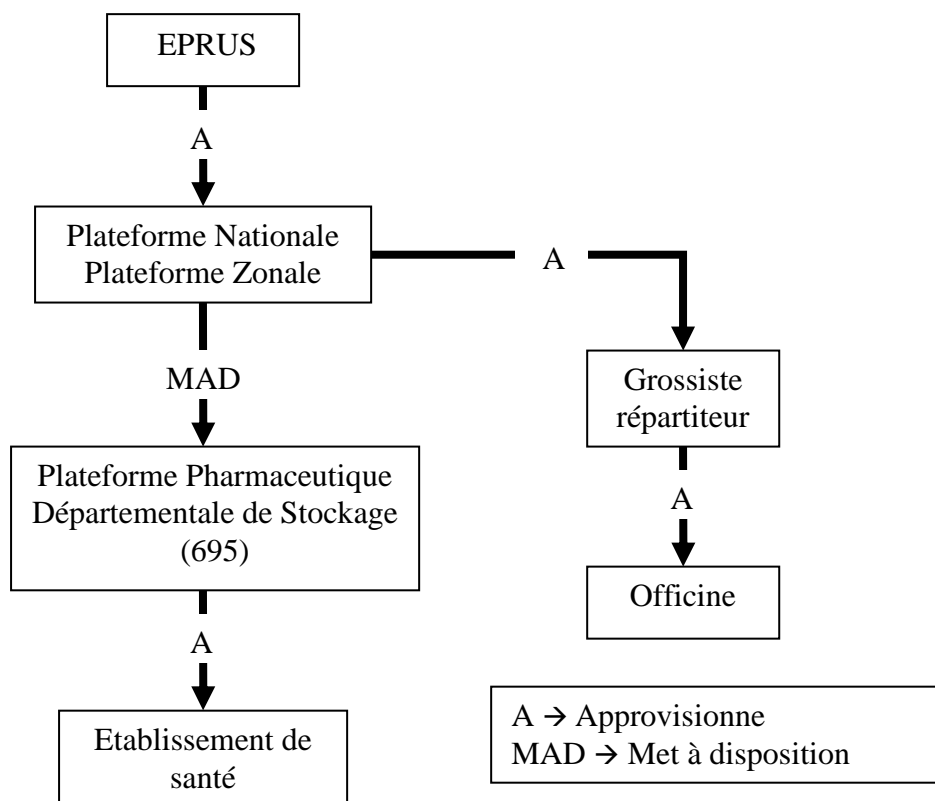 EPRUS
A
Plateforme Nationale
Plateforme Zonale
A
MAD
Grossiste
répartiteur
Plateforme Pharmaceutique
Départementale de Stockage
(695)
A
Officine
A
Etablissement de
santé
A → Approvisionne
MAD → Met à disposition